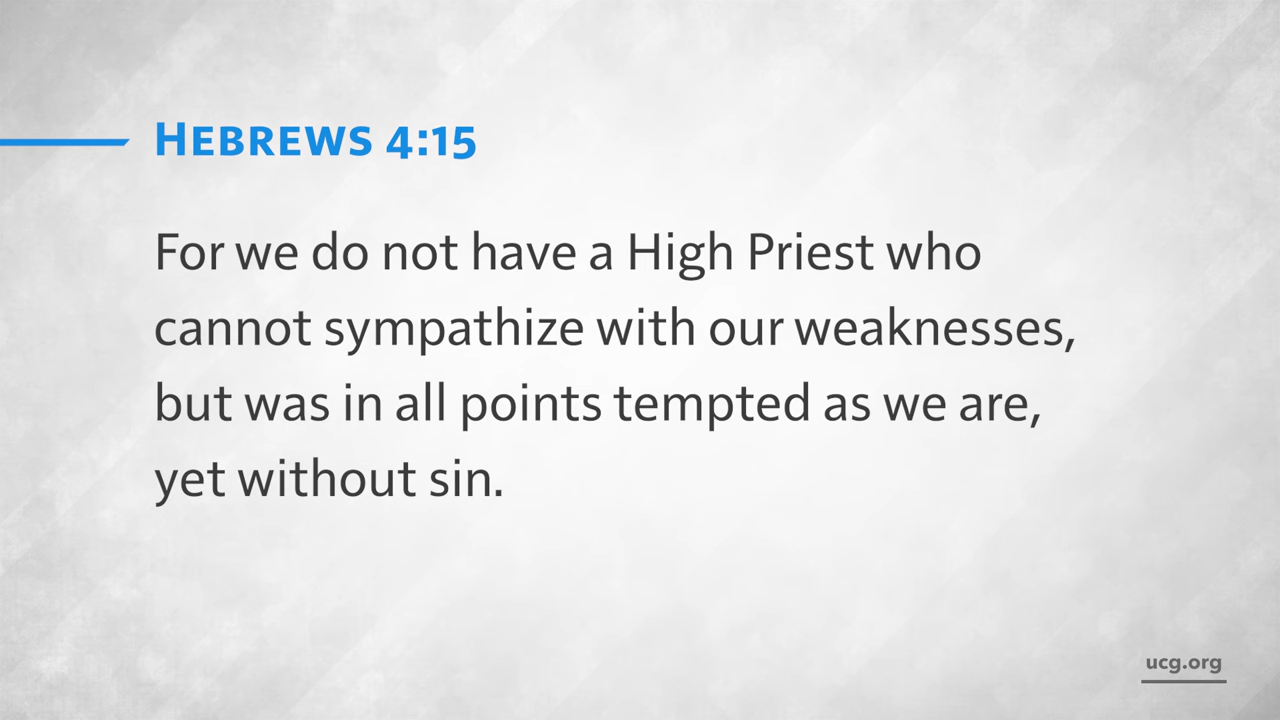 Hebrews 4:15
For we do not have a High Priest who
cannot sympathize with our weaknesses,
but was in all points tempted as we are,
yet without sin.
ucg.org